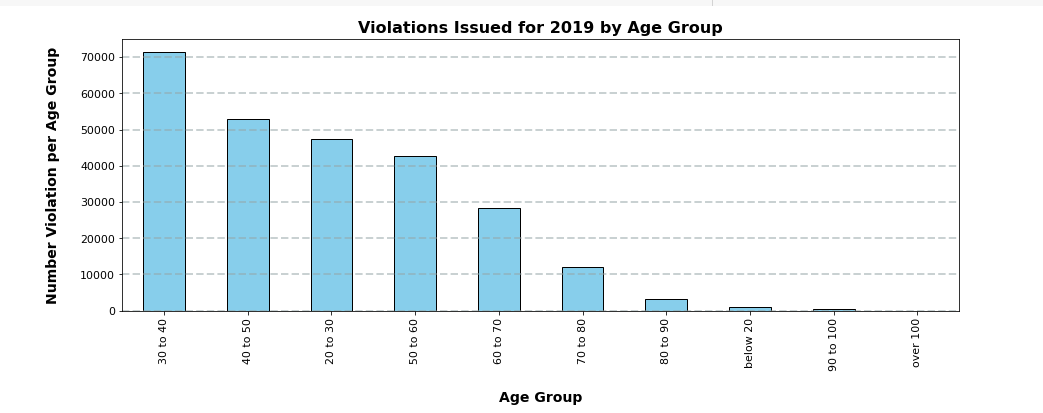 Violations Issued for 2019 by Age Group
Number Violation per Age Group
70000
60000
50000
40000
30000
20000
10000
0
30 to 40
40 to 50
20 to 30
50 to 60
60 to 70
70 to 80
80 to 90
below 20
90 to 100
over 100
Age Group